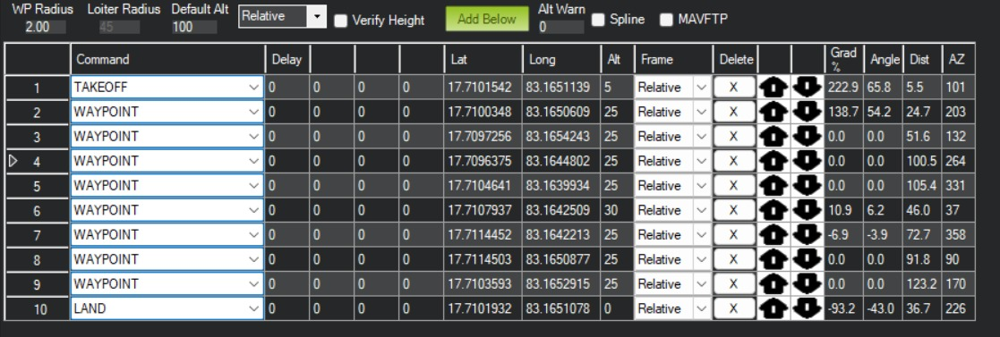 WP Radius Loiter Radius Default Alt Alt Warn
2.00 45 100 Relative Verify Height Add Below 0 Spline MAVFTP
Command Delay Lat Long Alt Frame Delete Grad % Angle Dist AZ
1 TAKEOFF 0 0 0 0 17.7101542 83.1651139 5 Relative X 222.9 65.8 5.5 101
2 WAYPOINT 0 0 0 0 17.7100348 83.1650609 25 Relative X 138.7 54.2 24.7 203
3 WAYPOINT 0 0 0 0 17.7097256 83.1654243 25 Relative X 0.0 0.0 51.6 132
4 WAYPOINT 0 0 0 0 17.7096375 83.1644802 25 Relative X 0.0 0.0 100.5 264
5 WAYPOINT 0 0 0 0 17.7104641 83.1639934 25 Relative X 0.0 0.0 105.4 331
6 WAYPOINT 0 0 0 0 17.7107937 83.1642509 30 Relative X 10.9 6.2 46.0 37
7 WAYPOINT 0 0 0 0 17.7114452 83.1642213 25 Relative X -6.9 -3.9 72.7 358
8 WAYPOINT 0 0 0 0 17.7114503 83.1650877 25 Relative X 0.0 0.0 91.8 90
9 WAYPOINT 0 0 0 0 17.7103593 83.1652915 25 Relative X 0.0 0.0 123.2 170
10 LAND 0 0 0 0 17.7101932 83.1651078 0 Relative X -93.2 -43.0 36.7 226